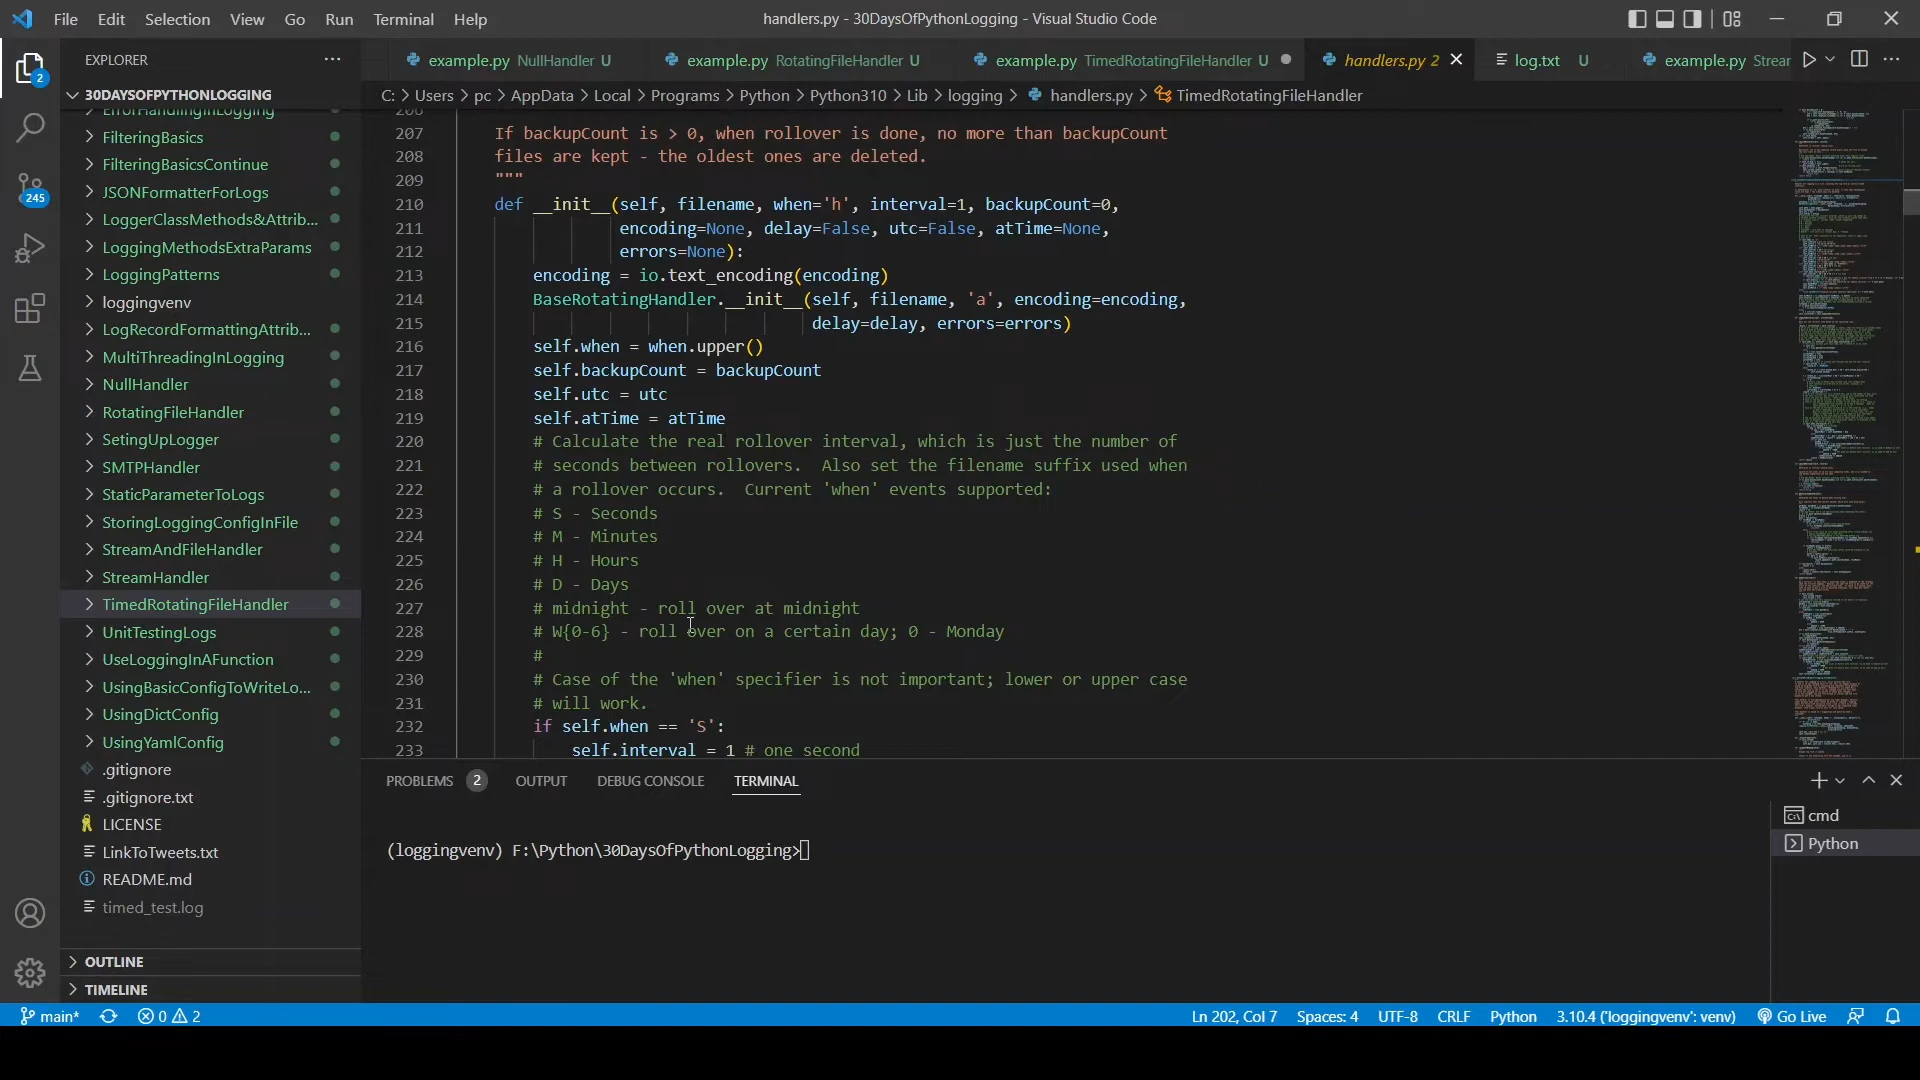 File Edit Selection View Go Run Terminal Help
handlers.py - 30DaysOfPythonLogging - Visual Studio Code
EXPLORER
example.py NullHandler U
example.py RotatingFileHandler U
example.py TimedRotatingFileHandler U
handlers.py 2
log.txt U
example.py Strear
C: > Users > pc > AppData > Local > Programs > Python > Python310 > Lib > logging > handlers.py > TimedRotatingFileHandler
2
245
30DAYSOFPYTHONLOGGING
ErrorHandlingInLogging
FilteringBasics
FilteringBasicsContinue
JSONFormatterForLogs
LoggerClassMethods&Attrib...
LoggingMethodsExtraParams
LoggingPatterns
loggingvenv
LogRecordFormattingAttrib...
MultiThreadingInLogging
NullHandler
RotatingFileHandler
SetingUpLogger
SMTPHandler
StaticParameterToLogs
StoringLoggingConfigInFile
StreamAndFileHandler
StreamHandler
TimedRotatingFileHandler
UnitTestingLogs
UseLoggingInAFunction
UsingBasicConfigToWriteLo...
UsingDictConfig
UsingYamlConfig
.gitignore
.gitignore.txt
LICENSE
LinkToTweets.txt
README.md
timed_test.log
OUTLINE
TIMELINE
206
207 If backupCount is > 0, when rollover is done, no more than backupCount
208 files are kept - the oldest ones are deleted.
209 """
210 def __init__(self, filename, when='h', interval=1, backupCount=0,
211 encoding=None, delay=False, utc=False, atTime=None,
212 errors=None):
213 encoding = io.text_encoding(encoding)
214 BaseRotatingHandler.__init__(self, filename, 'a', encoding=encoding,
215 delay=delay, errors=errors)
216 self.when = when.upper()
217 self.backupCount = backupCount
218 self.utc = utc
219 self.atTime = atTime
220 # Calculate the real rollover interval, which is just the number of
221 # seconds between rollovers.  Also set the filename suffix used when
222 # a rollover occurs.  Current 'when' events supported:
223 # S - Seconds
224 # M - Minutes
225 # H - Hours
226 # D - Days
227 # midnight - roll over at midnight
228 # W{0-6} - roll over on a certain day; 0 - Monday
229 #
230 # Case of the 'when' specifier is not important; lower or upper case
231 # will work.
232 if self.when == 'S':
233 self.interval = 1 # one second
PROBLEMS 2 OUTPUT DEBUG CONSOLE TERMINAL
(loggingvenv) F:\Python\30DaysOfPythonLogging>
cmd
Python
main* 0 2
Ln 202, Col 7 Spaces: 4 UTF-8 CRLF Python 3.10.4 ('loggingvenv': venv) Go Live